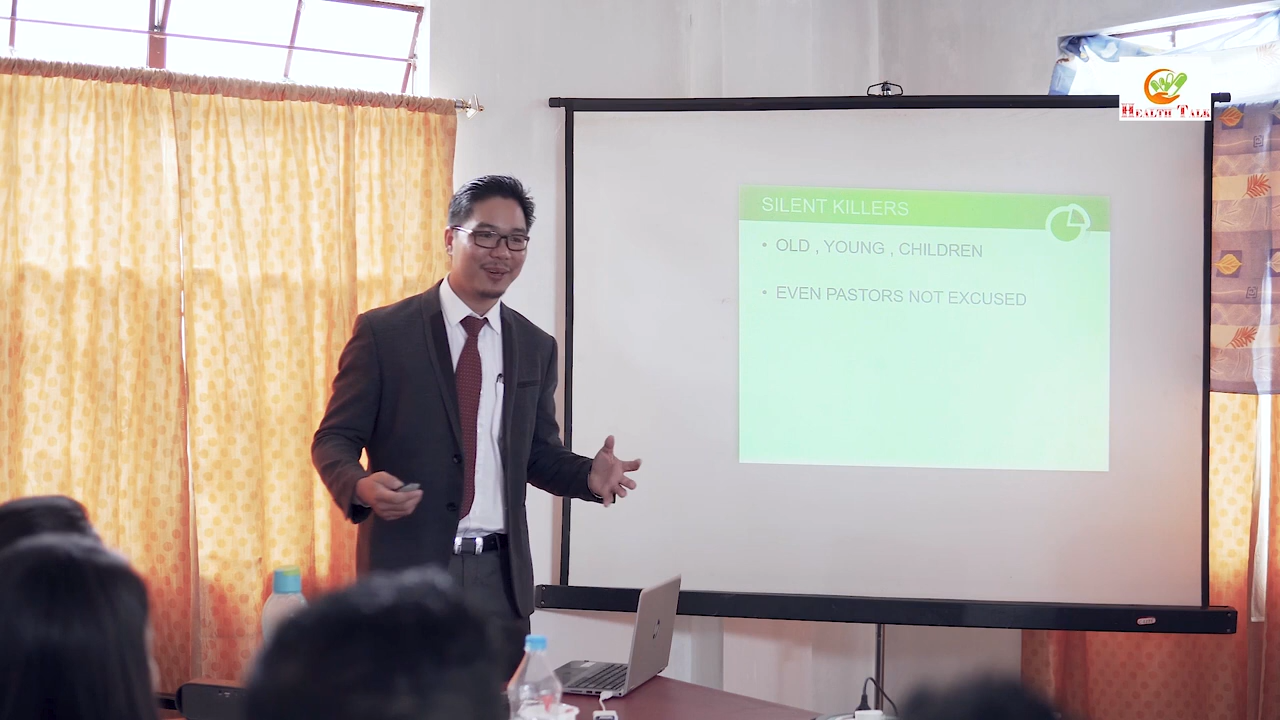 HEALTH TALK
SILENT KILLERS
• OLD , YOUNG , CHILDREN
• EVEN PASTORS NOT EXCUSED